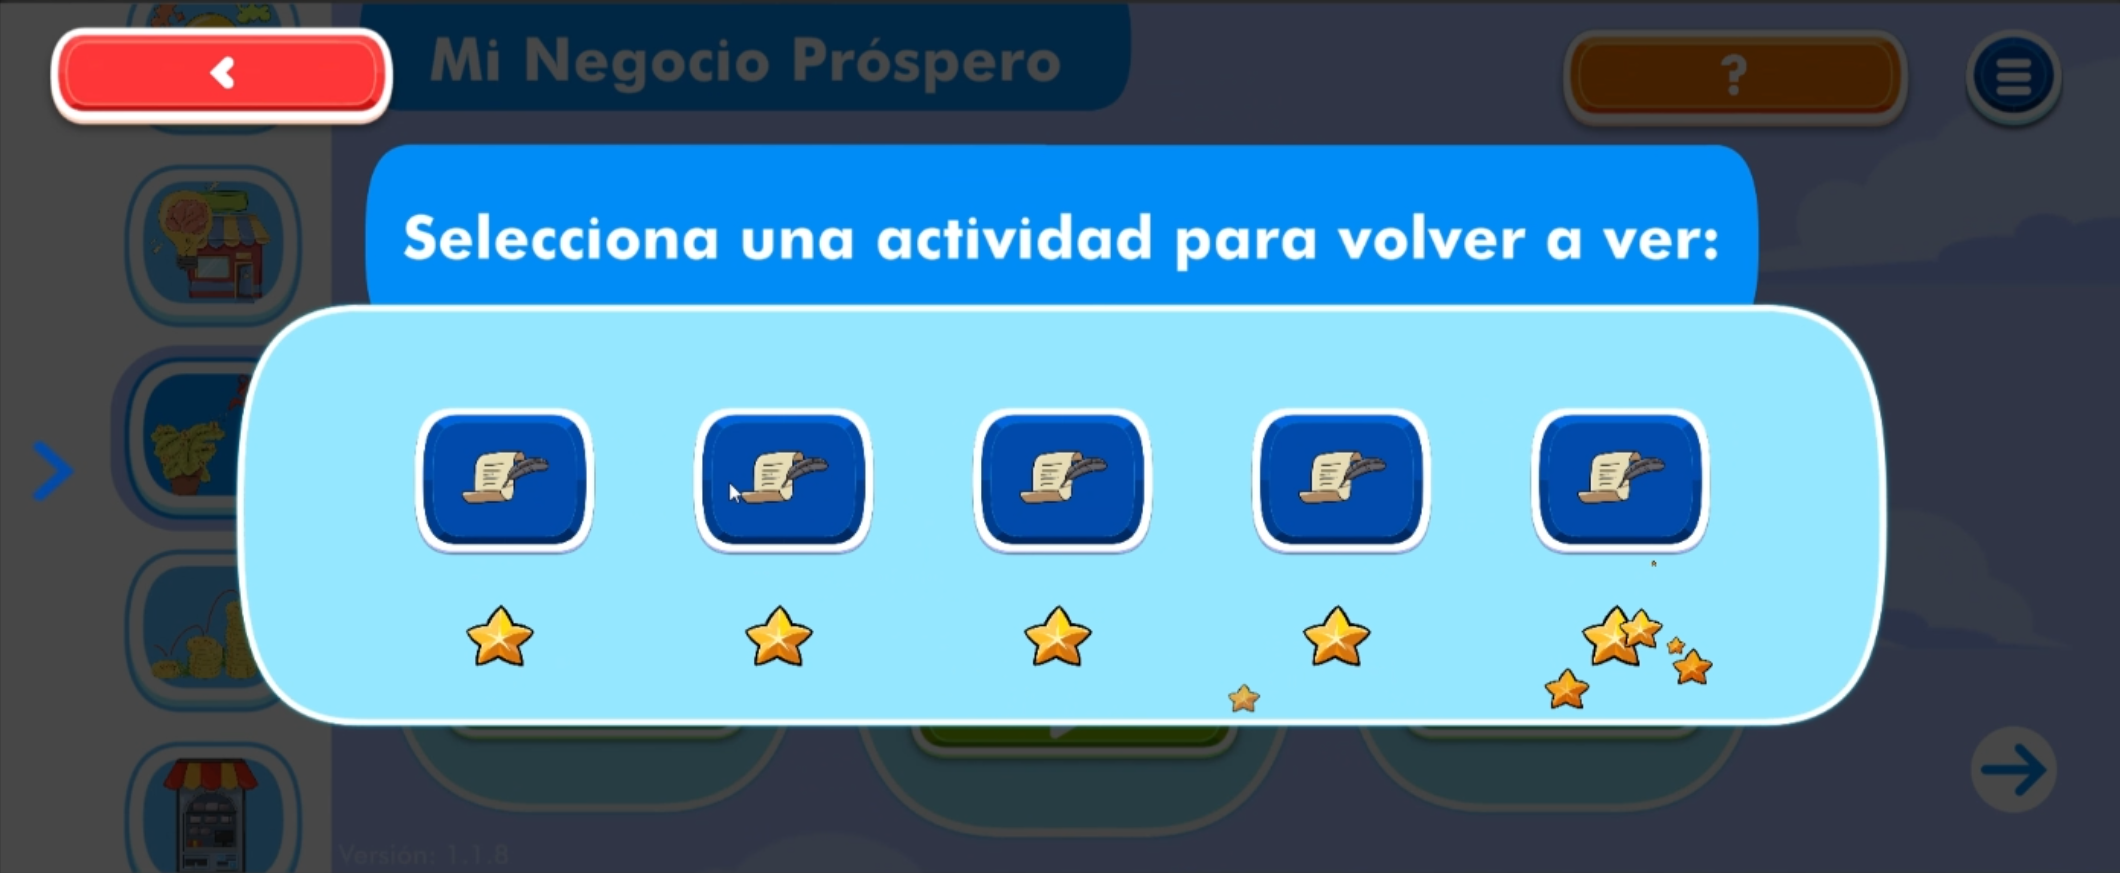 Mi Negocio Próspero
?
Selecciona una actividad para volver a ver:
Versión: 1.1.8